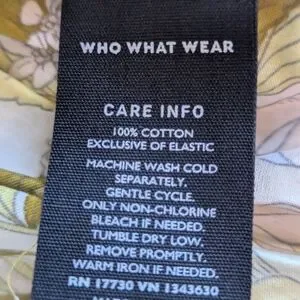 WHO WHAT WEAR
CARE INFO
100% COTTON
EXCLUSIVE OF ELASTIC
MACHINE WASH COLD
SEPARATELY.
GENTLE CYCLE.
ONLY NON-CHLORINE
BLEACH IF NEEDED.
TUMBLE DRY LOW.
REMOVE PROMPTLY.
WARM IRON IF NEEDED.
RN 17730 VN 1343630